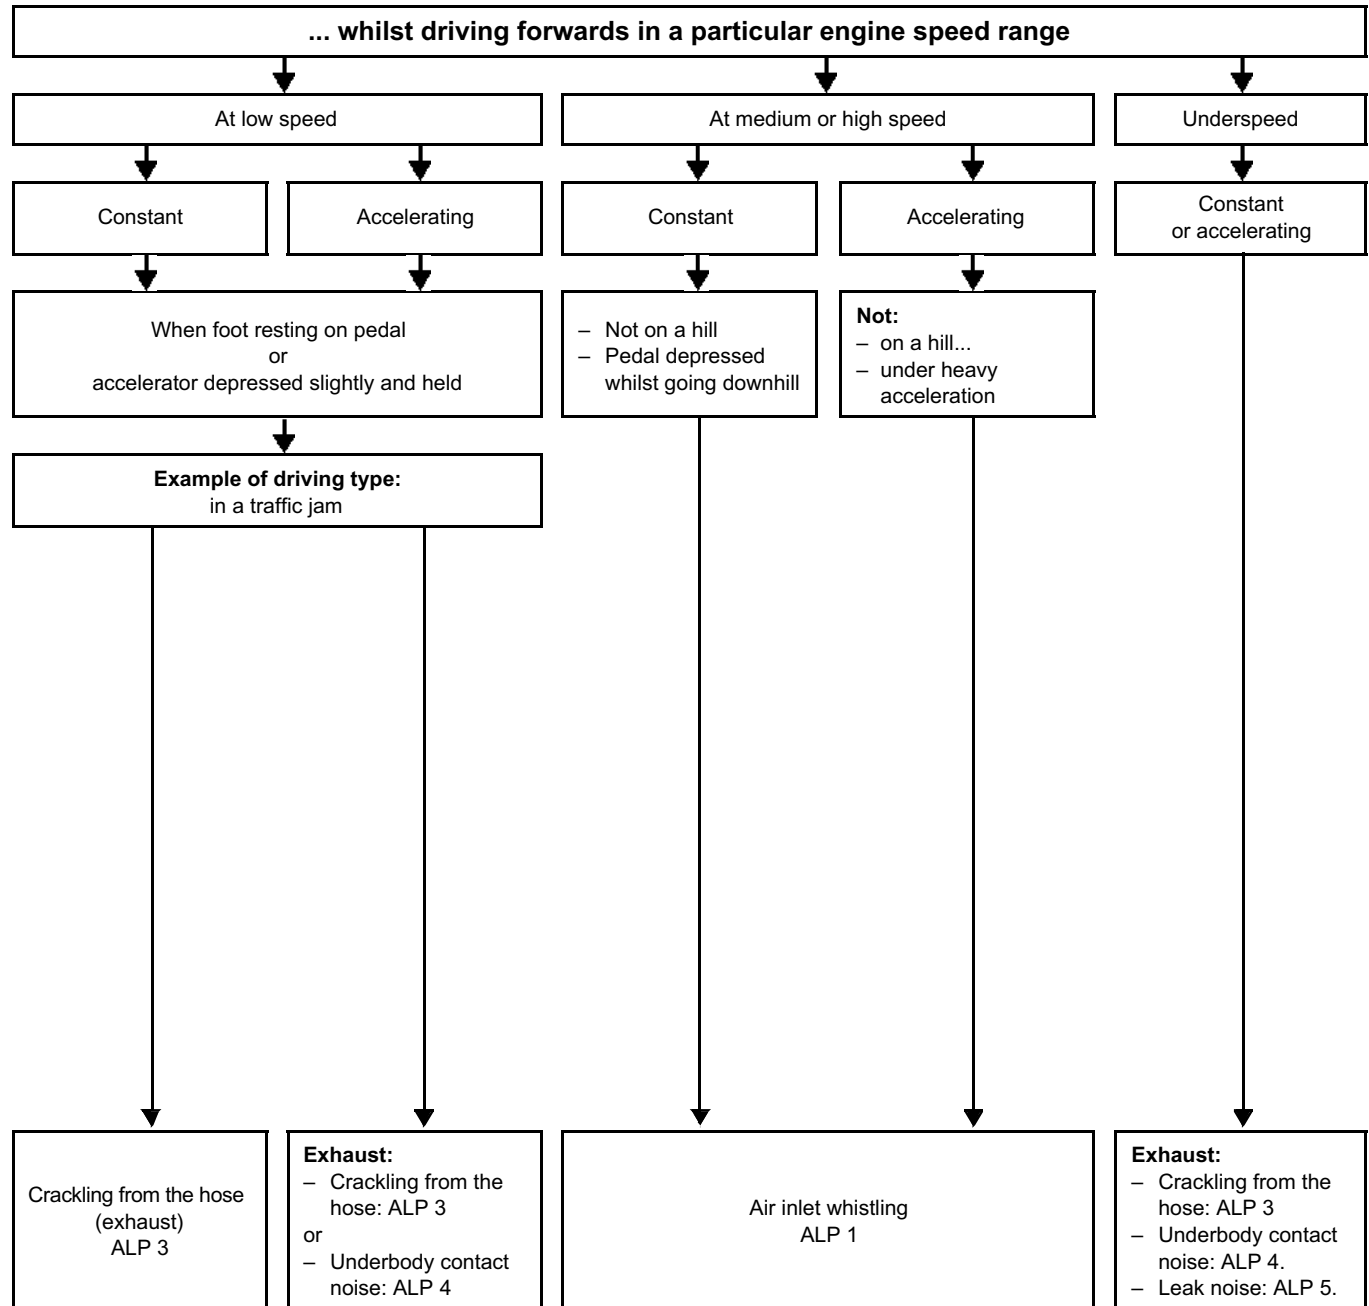 ... whilst driving forwards in a particular engine speed range
At low speed
At medium or high speed
Underspeed
Constant
Accelerating
Constant
Accelerating
Constant
or accelerating
When foot resting on pedal
or
accelerator depressed slightly and held
– Not on a hill
– Pedal depressed
whilst going downhill
Not:
– on a hill...
– under heavy
acceleration
Example of driving type:
in a traffic jam
Crackling from the hose
(exhaust)
ALP 3
Exhaust:
– Crackling from the
hose: ALP 3
or
– Underbody contact
noise: ALP 4
Air inlet whistling
ALP 1
Exhaust:
– Crackling from the
hose: ALP 3
– Underbody contact
noise: ALP 4.
– Leak noise: ALP 5.